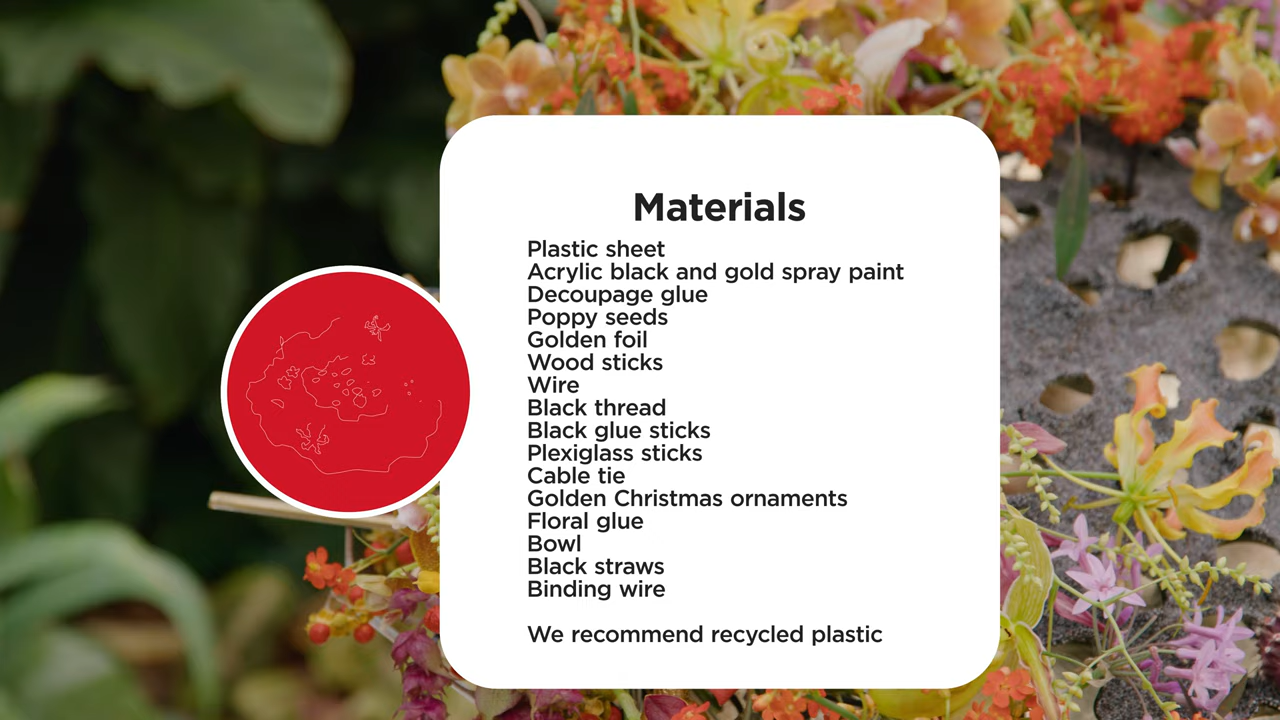 Materials
Plastic sheet
Acrylic black and gold spray paint
Decoupage glue
Poppy seeds
Golden foil
Wood sticks
Wire
Black thread
Black glue sticks
Plexiglass sticks
Cable tie
Golden Christmas ornaments
Floral glue
Bowl
Black straws
Binding wire
We recommend recycled plastic